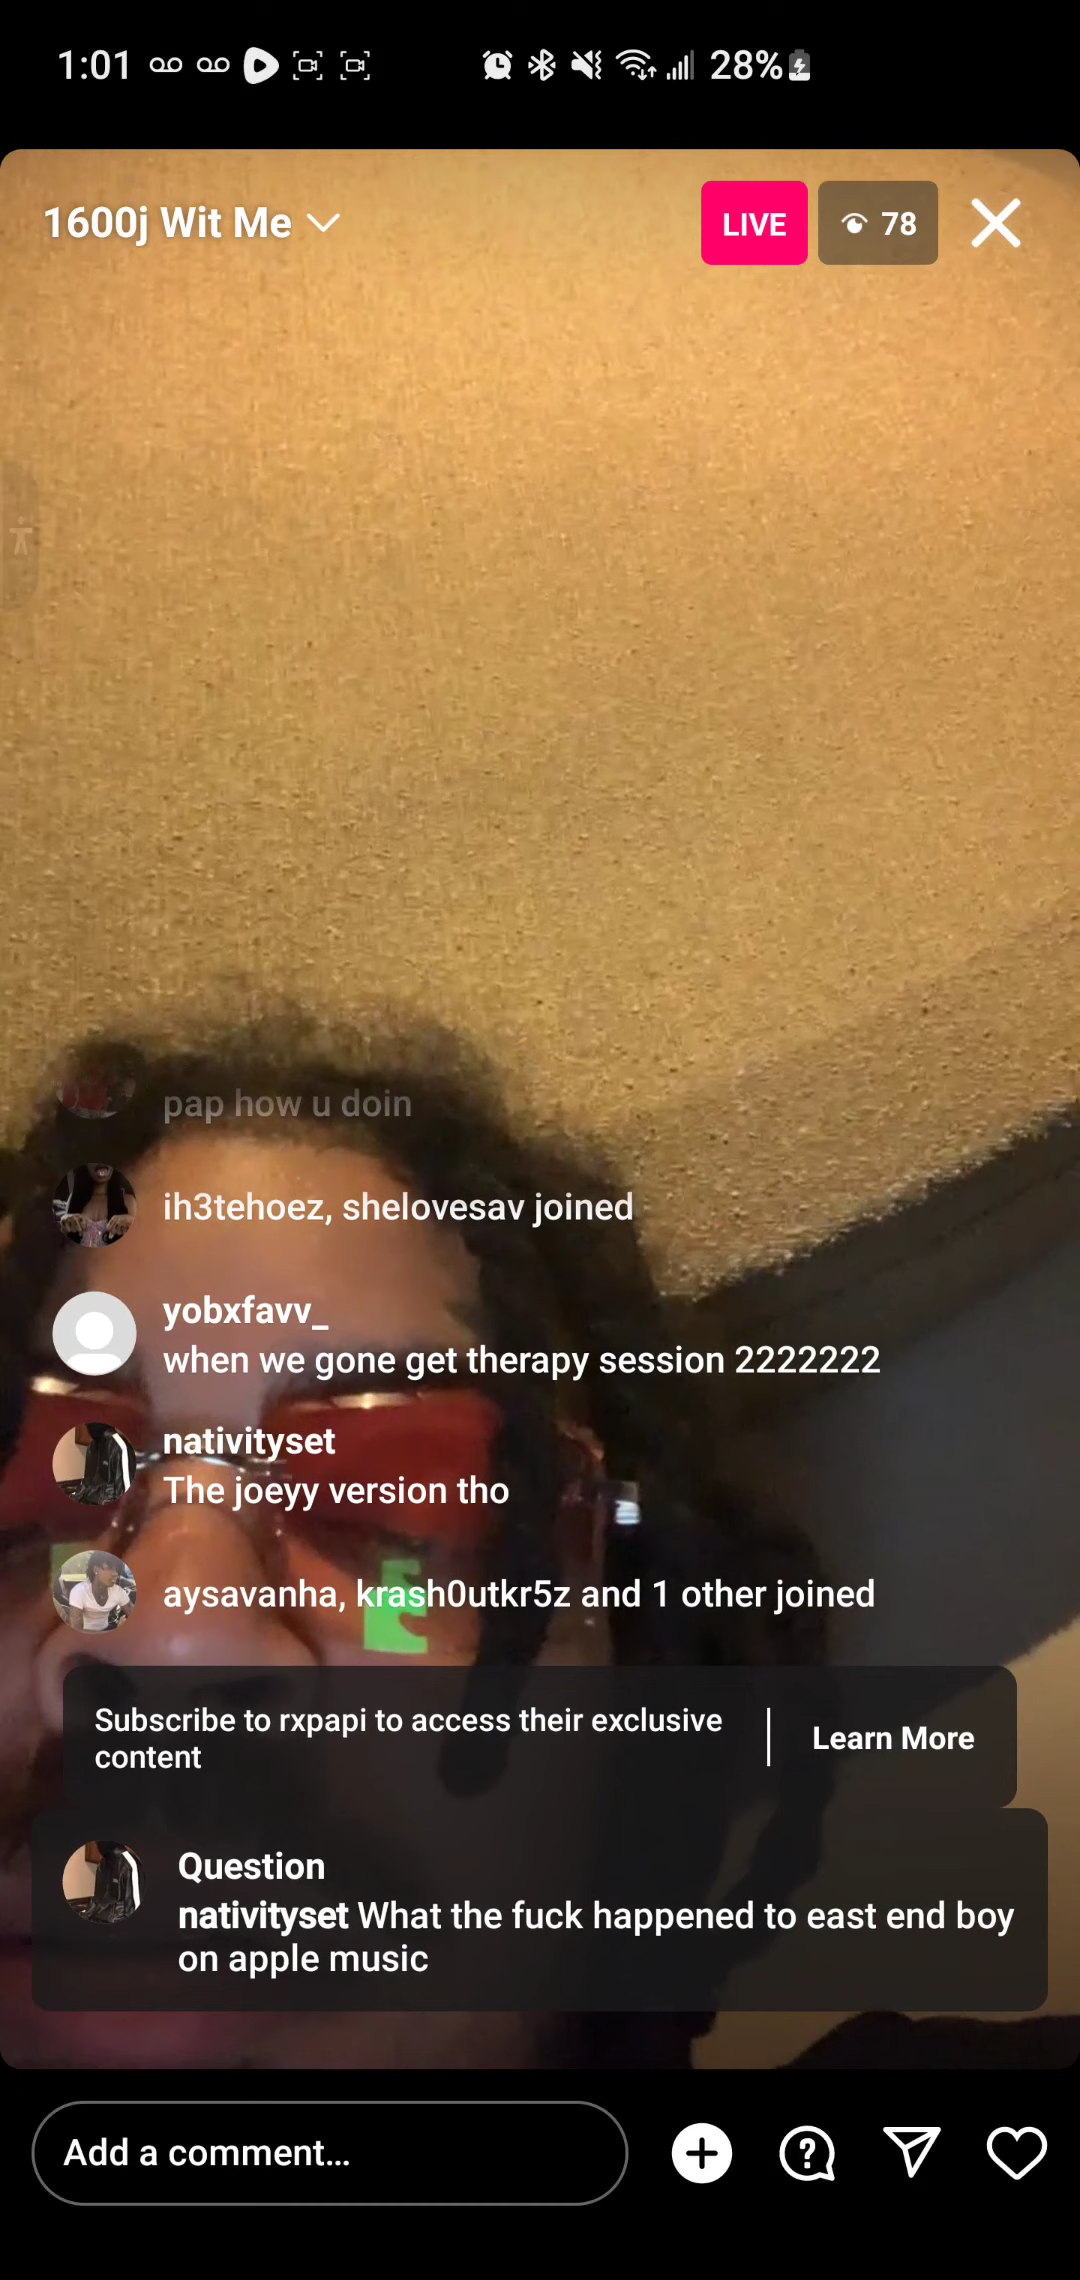 1:01
28%
1600j Wit Me
LIVE
78
pap how u doin
ih3tehoez, shelovesav joined
yobxfavv_
when we gone get therapy session 2222222
nativityset
The joeyy version tho
aysavanha, krash0utkr5z and 1 other joined
Subscribe to rxpapi to access their exclusive
content
Learn More
Question
nativityset What the fuck happened to east end boy
on apple music
Add a comment...